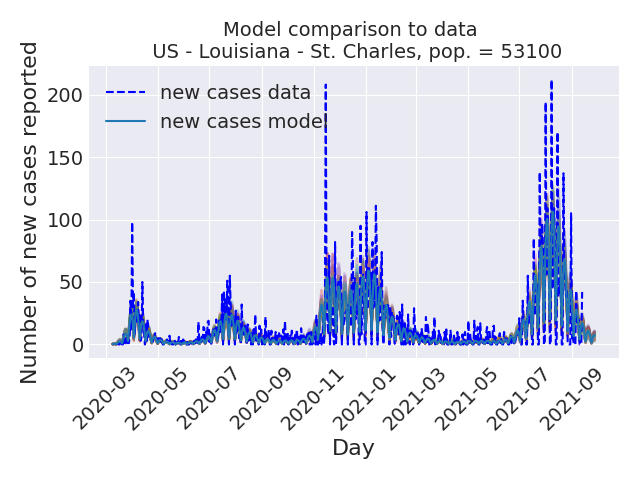 Model comparison to data
US - Louisiana - St. Charles, pop. = 53100
Number of new cases reported
200
150
100
50
0
new cases data
new cases model
2020-03
2020-05
2020-07
2020-09
2020-11
2021-01
2021-03
2021-05
2021-07
2021-09
Day